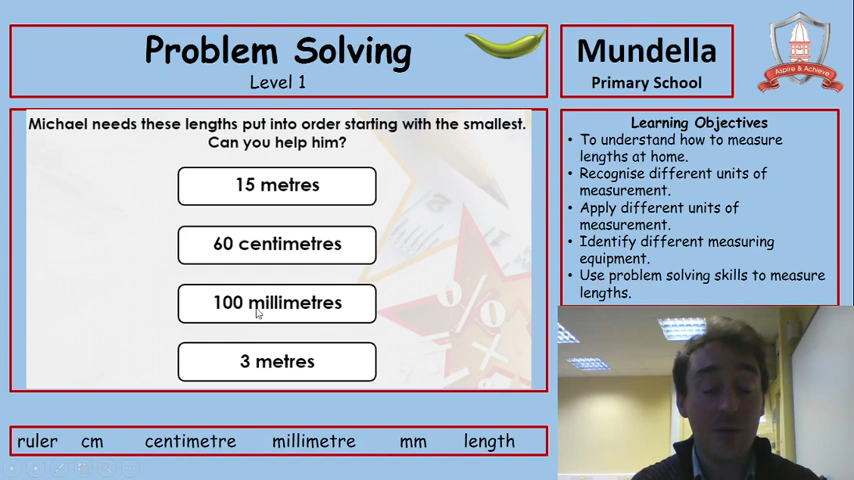 Problem Solving
Level 1
Mundella
Primary School
Aspire & Achieve
Michael needs these lengths put into order starting with the smallest.
Can you help him?
15 metres
60 centimetres
100 millimetres
3 metres
Learning Objectives
• To understand how to measure
lengths at home.
• Recognise different units of
measurement.
• Apply different units of
measurement.
• Identify different measuring
equipment.
• Use problem solving skills to measure
lengths.
ruler cm centimetre millimetre mm length